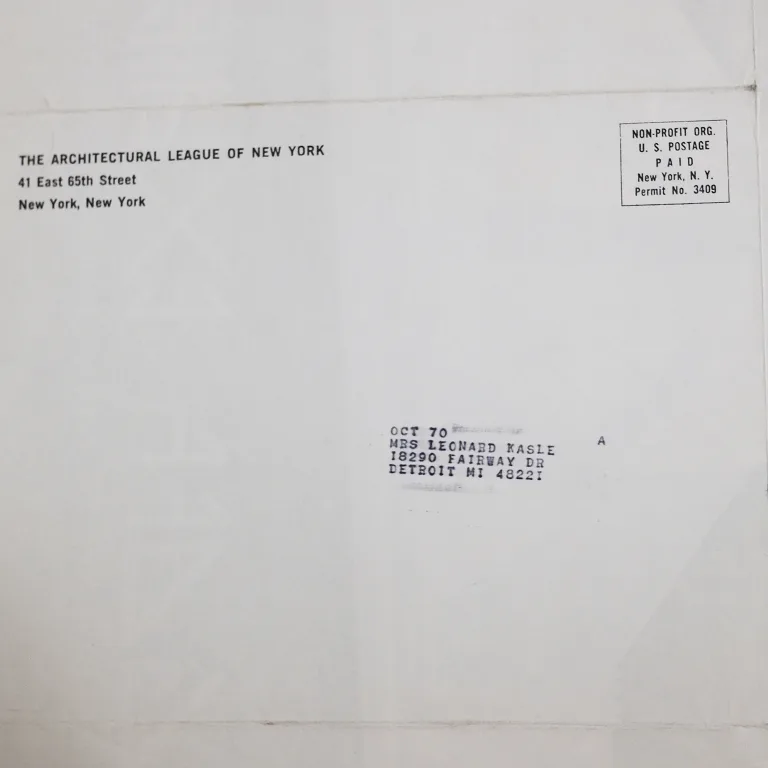 THE ARCHITECTURAL LEAGUE OF NEW YORK
41 East 65th Street
New York, New York
NON-PROFIT ORG.
U. S. POSTAGE
PAID
New York, N. Y.
Permit No. 3409
OCT 70
MRS LEONARD KASLE A
18290 FAIRWAY DR
DETROIT MI 48221